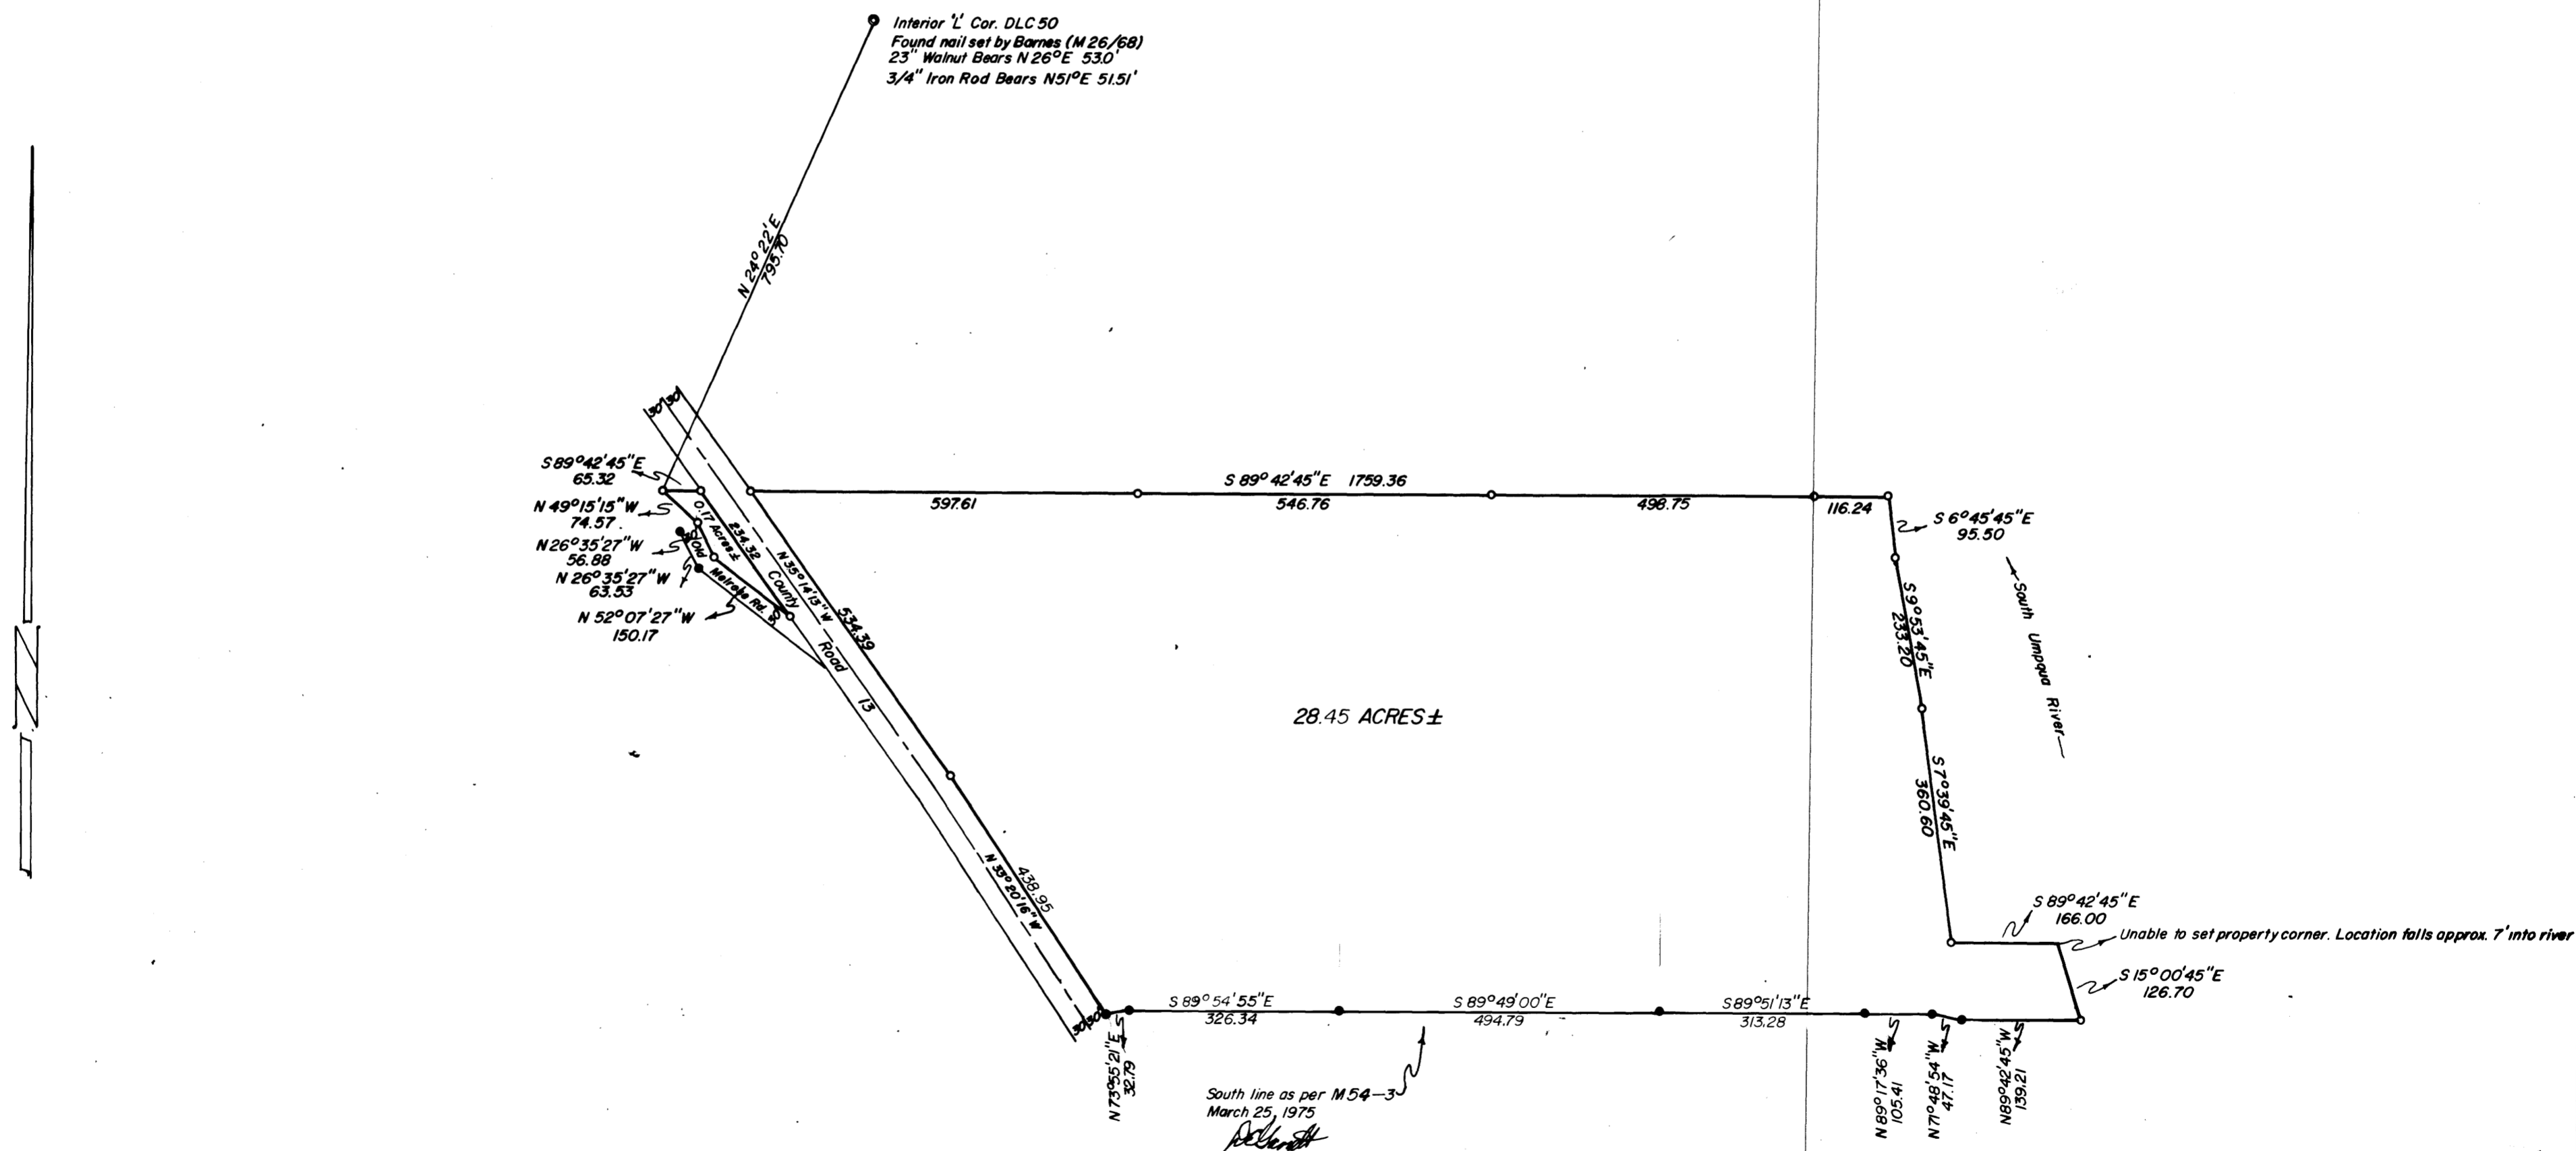 Interior 'L' Cor. DLC 50
Found nail set by Barnes (M 26/68)
23" Walnut Bears N 26° E 53.0'
3/4" Iron Rod Bears N51°E 51.51'
N 24° 22' E
795.70
30' 30'
S 89° 42' 45" E
65.32
N 49° 15' 15" W
74.57
N 26° 35' 27" W
56.88
N 26° 35' 27" W
63.53
N 52° 07' 27" W
150.17
0.17 Acres ±
234.32
Old Melrose Rd.
County Road 13
N 35° 14' 13" W
534.39
N 33° 20' 16" W
438.95
30' 30'
S 89° 42' 45" E 1759.36
597.61
546.76
498.75
116.24
S 6° 45' 45" E
95.50
S 9° 53' 45" E
233.20
South Umpqua River
S 7° 39' 45" E
360.60
28.45 ACRES ±
S 89° 42' 45" E
166.00
Unable to set property corner. Location falls approx. 7' into river
S 15° 00' 45" E
126.70
N 73° 55' 21" E
32.79
S 89° 54' 55" E
326.34
S 89° 49' 00" E
494.79
S 89° 51' 13" E
313.28
N 89° 17' 36" W
105.41
N 71° 48' 54" W
47.17
N 89° 42' 45" W
139.21
South line as per M 54-3
March 25, 1975